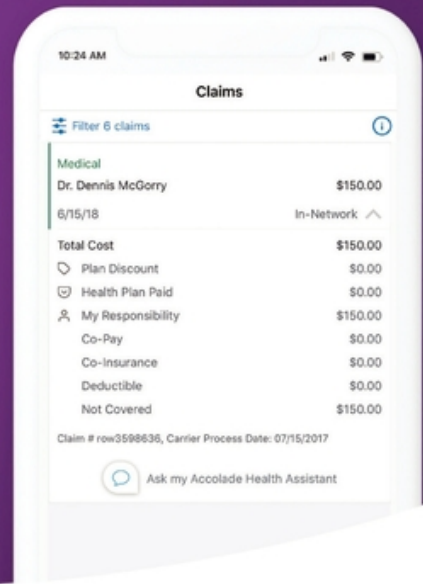 10:24 AM
Claims
Filter 6 claims
Medical
Dr. Dennis McGorry $150.00
6/15/18 In-Network
Total Cost $150.00
Plan Discount $0.00
Health Plan Paid $0.00
My Responsibility $150.00
Co-Pay $0.00
Co-Insurance $0.00
Deductible $0.00
Not Covered $150.00
Claim # row3598636, Carrier Process Date: 07/15/2017
Ask my Accolade Health Assistant